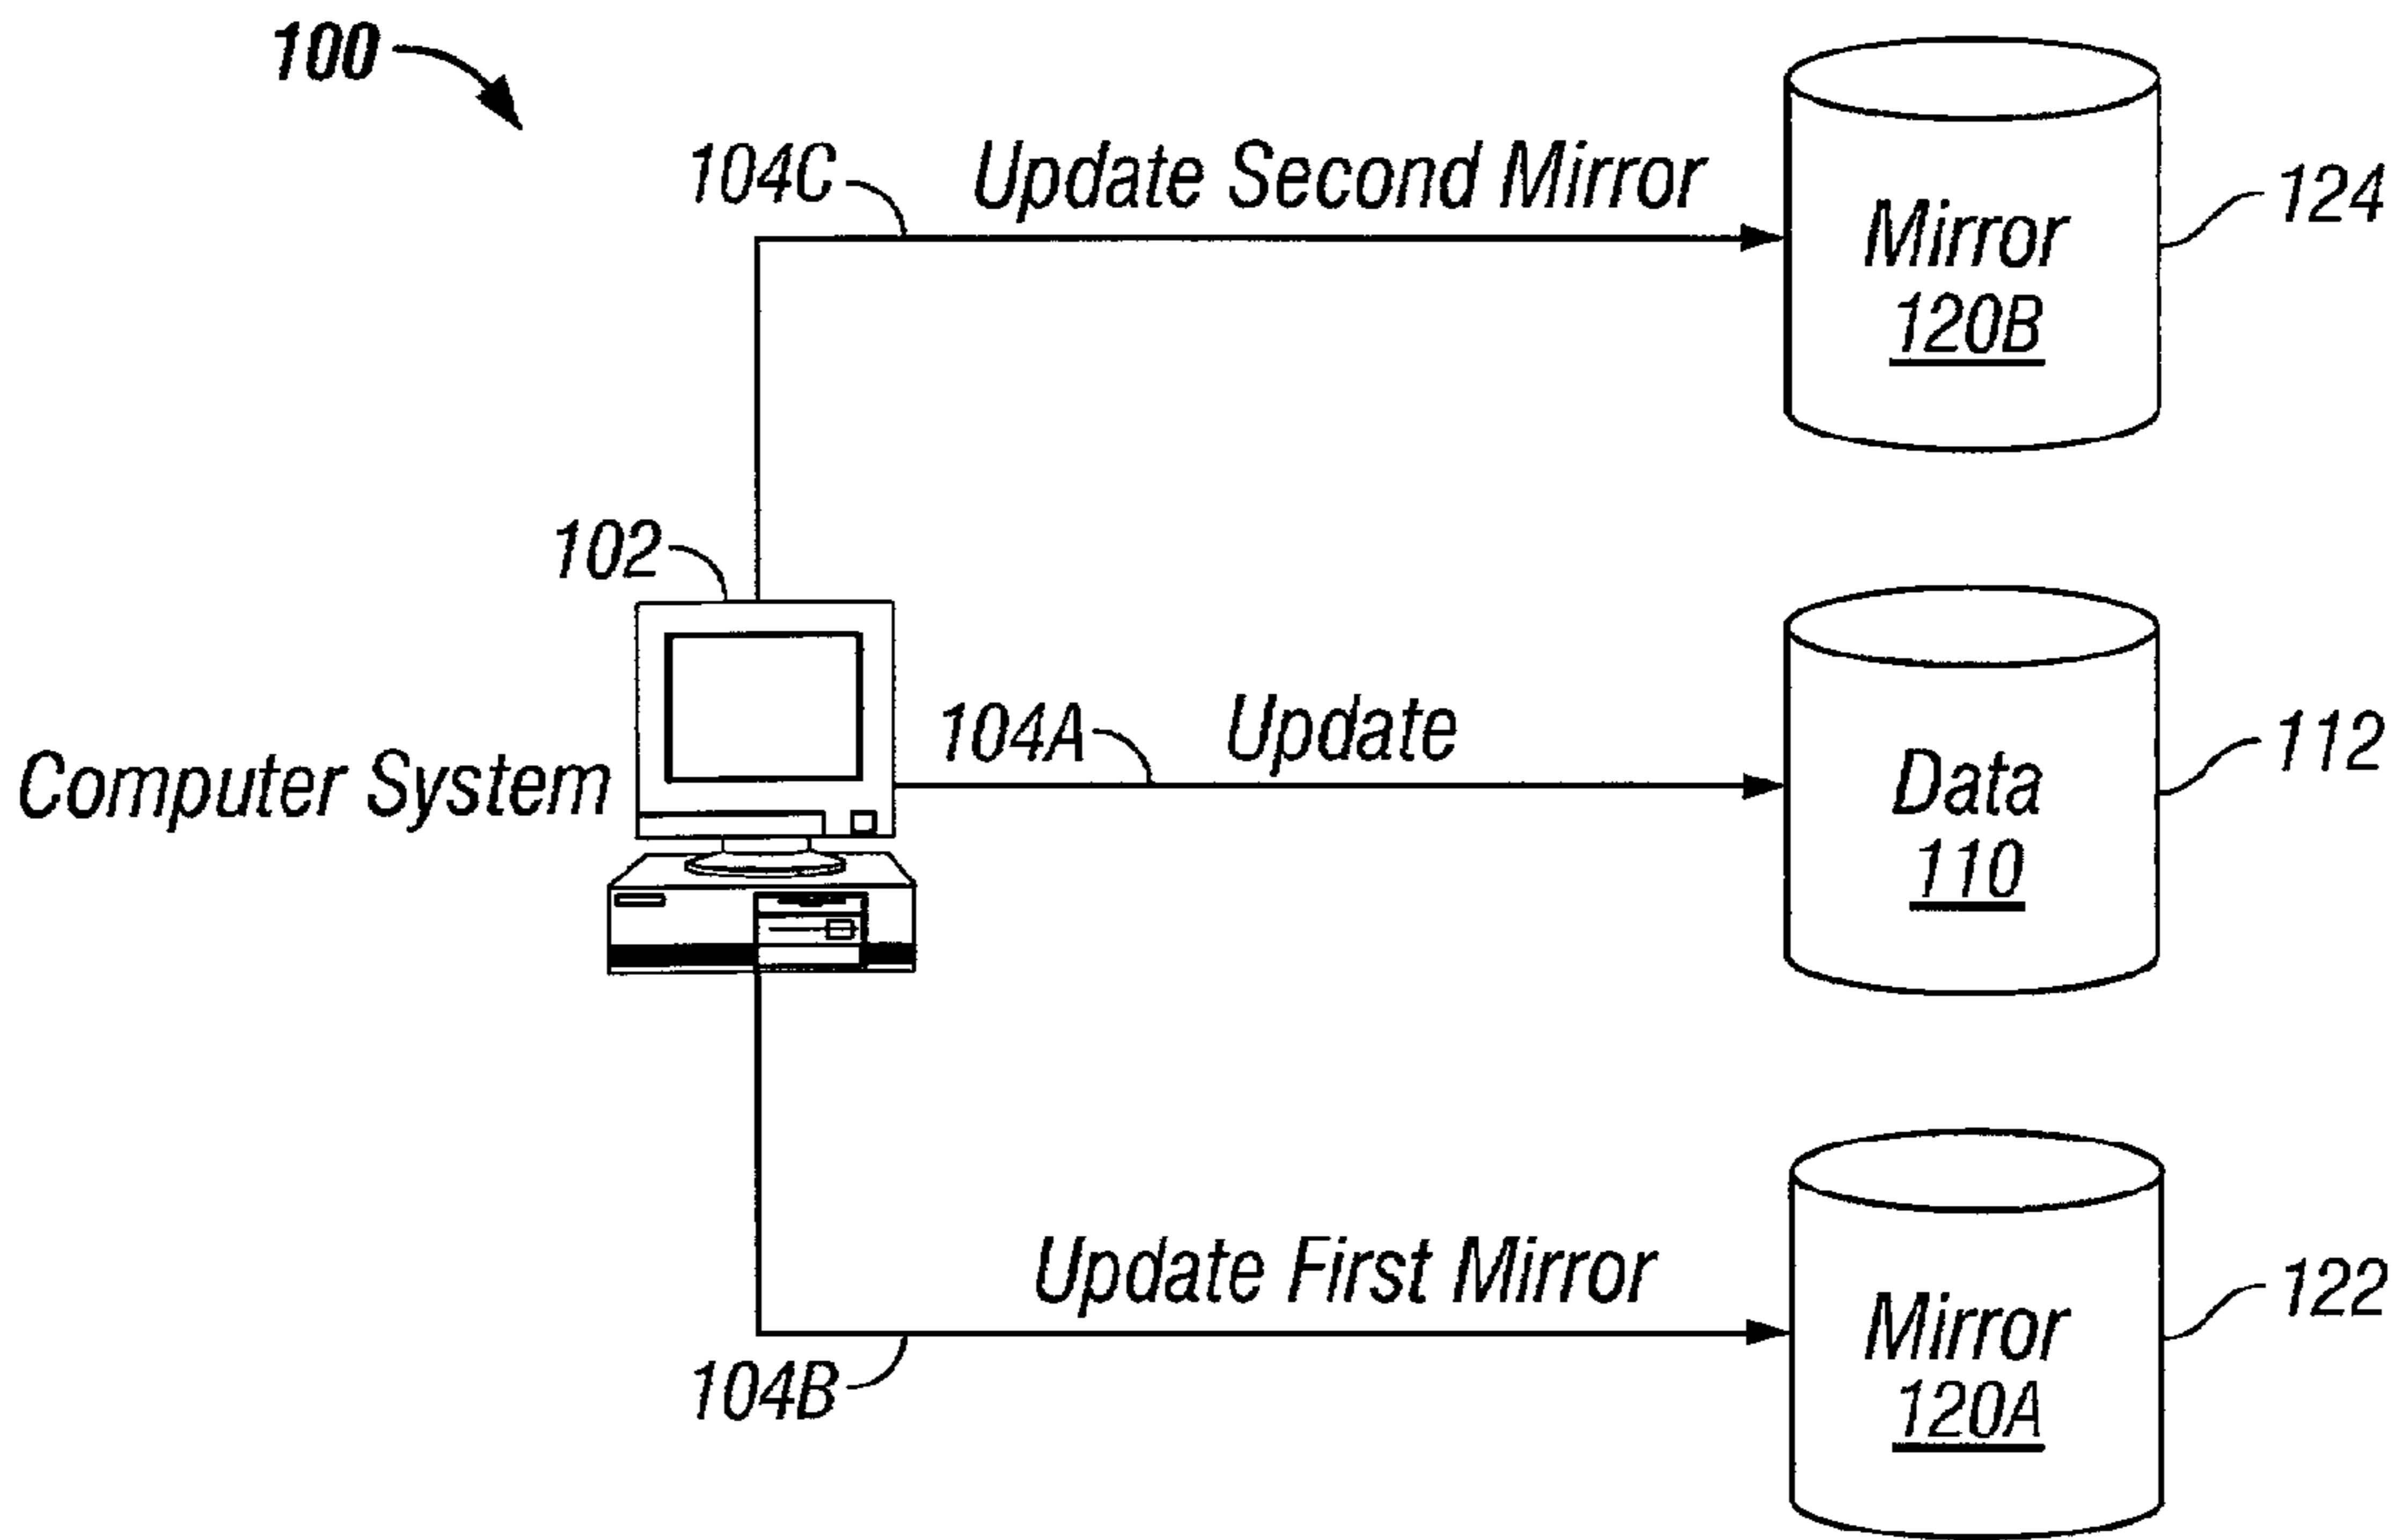 100
104C
Update Second Mirror
Mirror
120B
124
102
Computer System
104A
Update
Data
110
112
Update First Mirror
104B
Mirror
120A
122